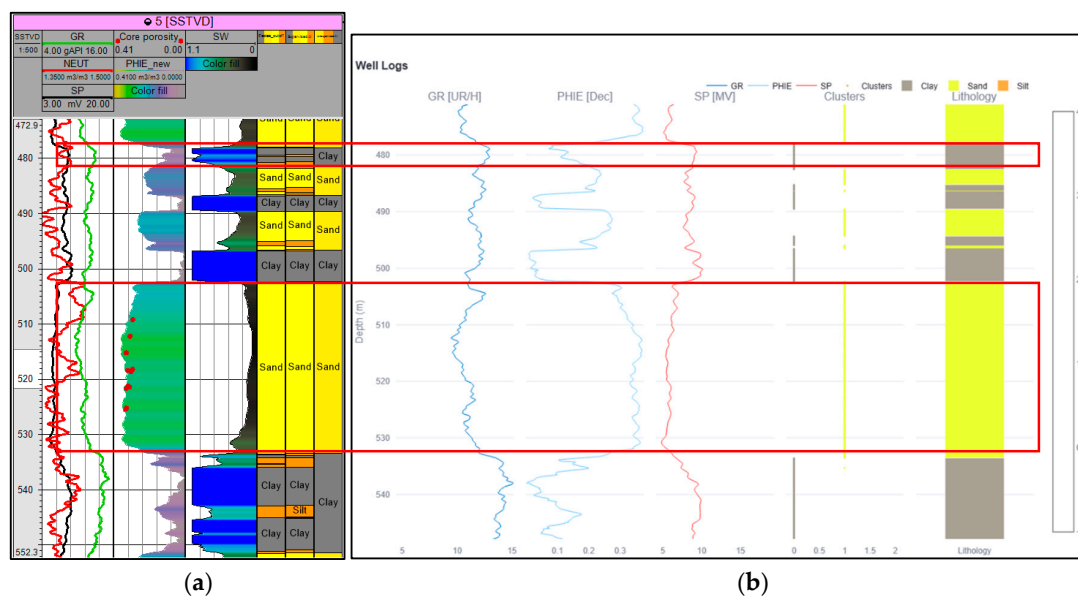 5 [SSTVD]
SSTVD GR Core porosity SW
1:500 4.00 gAPI 16.00 0.41 0.00 1.1 0
NEUT PHIE_new Color fill
1.3500 m3/m3 1.5000 0.4100 m3/m3 0.0000
SP Color fill
3.00 mV 20.00
472.9
480
490
500
510
520
530
540
552.3
Sand Sand Sand
Clay
Sand Sand Sand
Clay Clay Clay
Sand Sand Sand
Clay Clay Clay
Sand Sand Sand
Clay Clay Clay
Silt
Clay Clay
Well Logs
GR PHIE SP Clusters Clay Sand Silt
GR [UR/H] PHIE [Dec] SP [MV] Clusters Lithology
Depth (m)
480
490
500
510
520
530
540
5 10 15 0.1 0.2 0.3 5 10 15 0 0.5 1 1.5 2 Lithology
(a) (b)